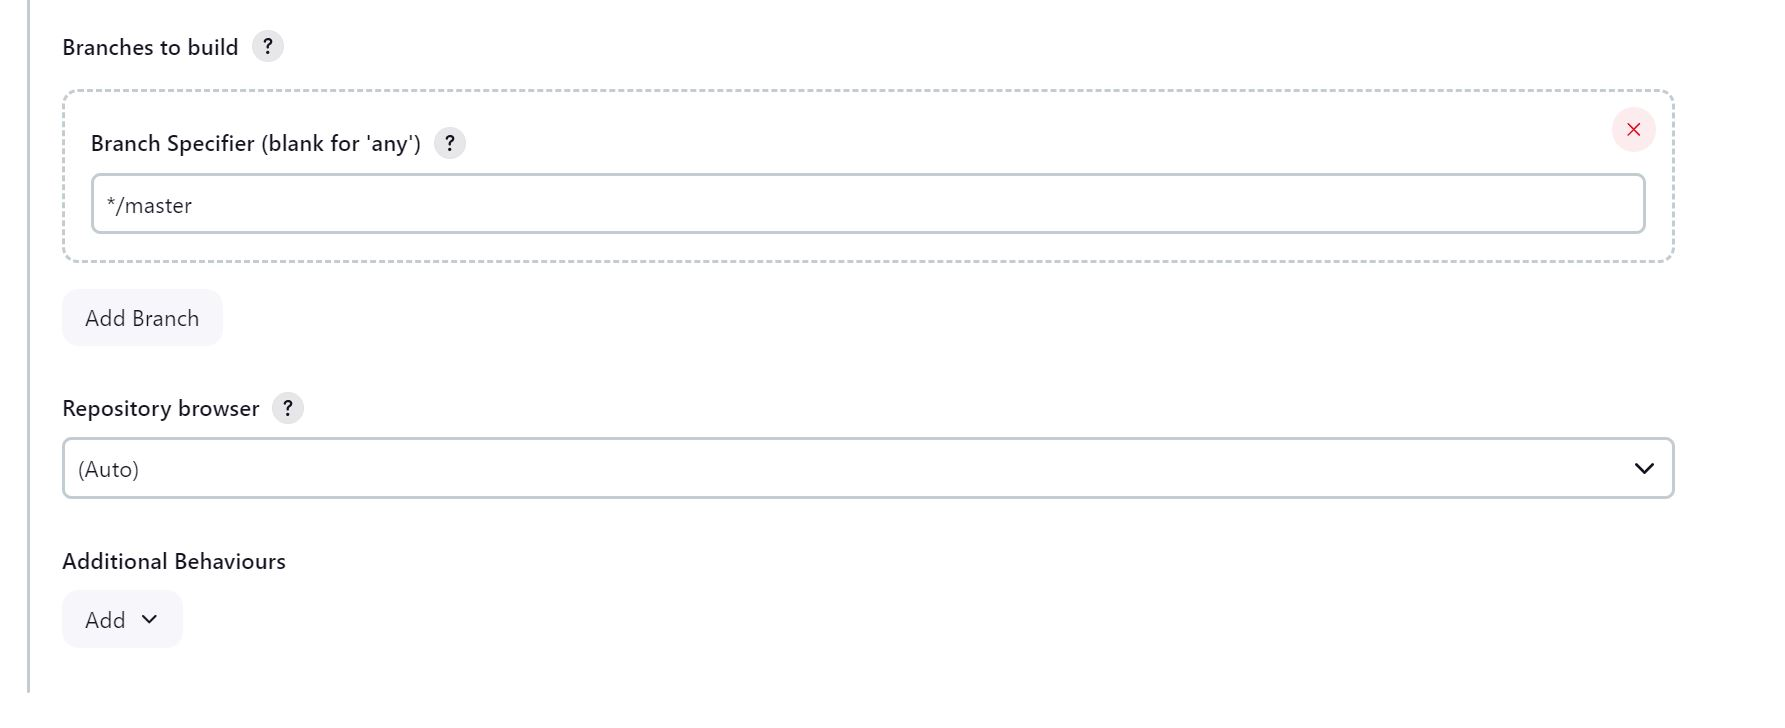 Branches to build ?
Branch Specifier (blank for 'any') ?
*/master
Add Branch
Repository browser ?
(Auto)
Additional Behaviours
Add